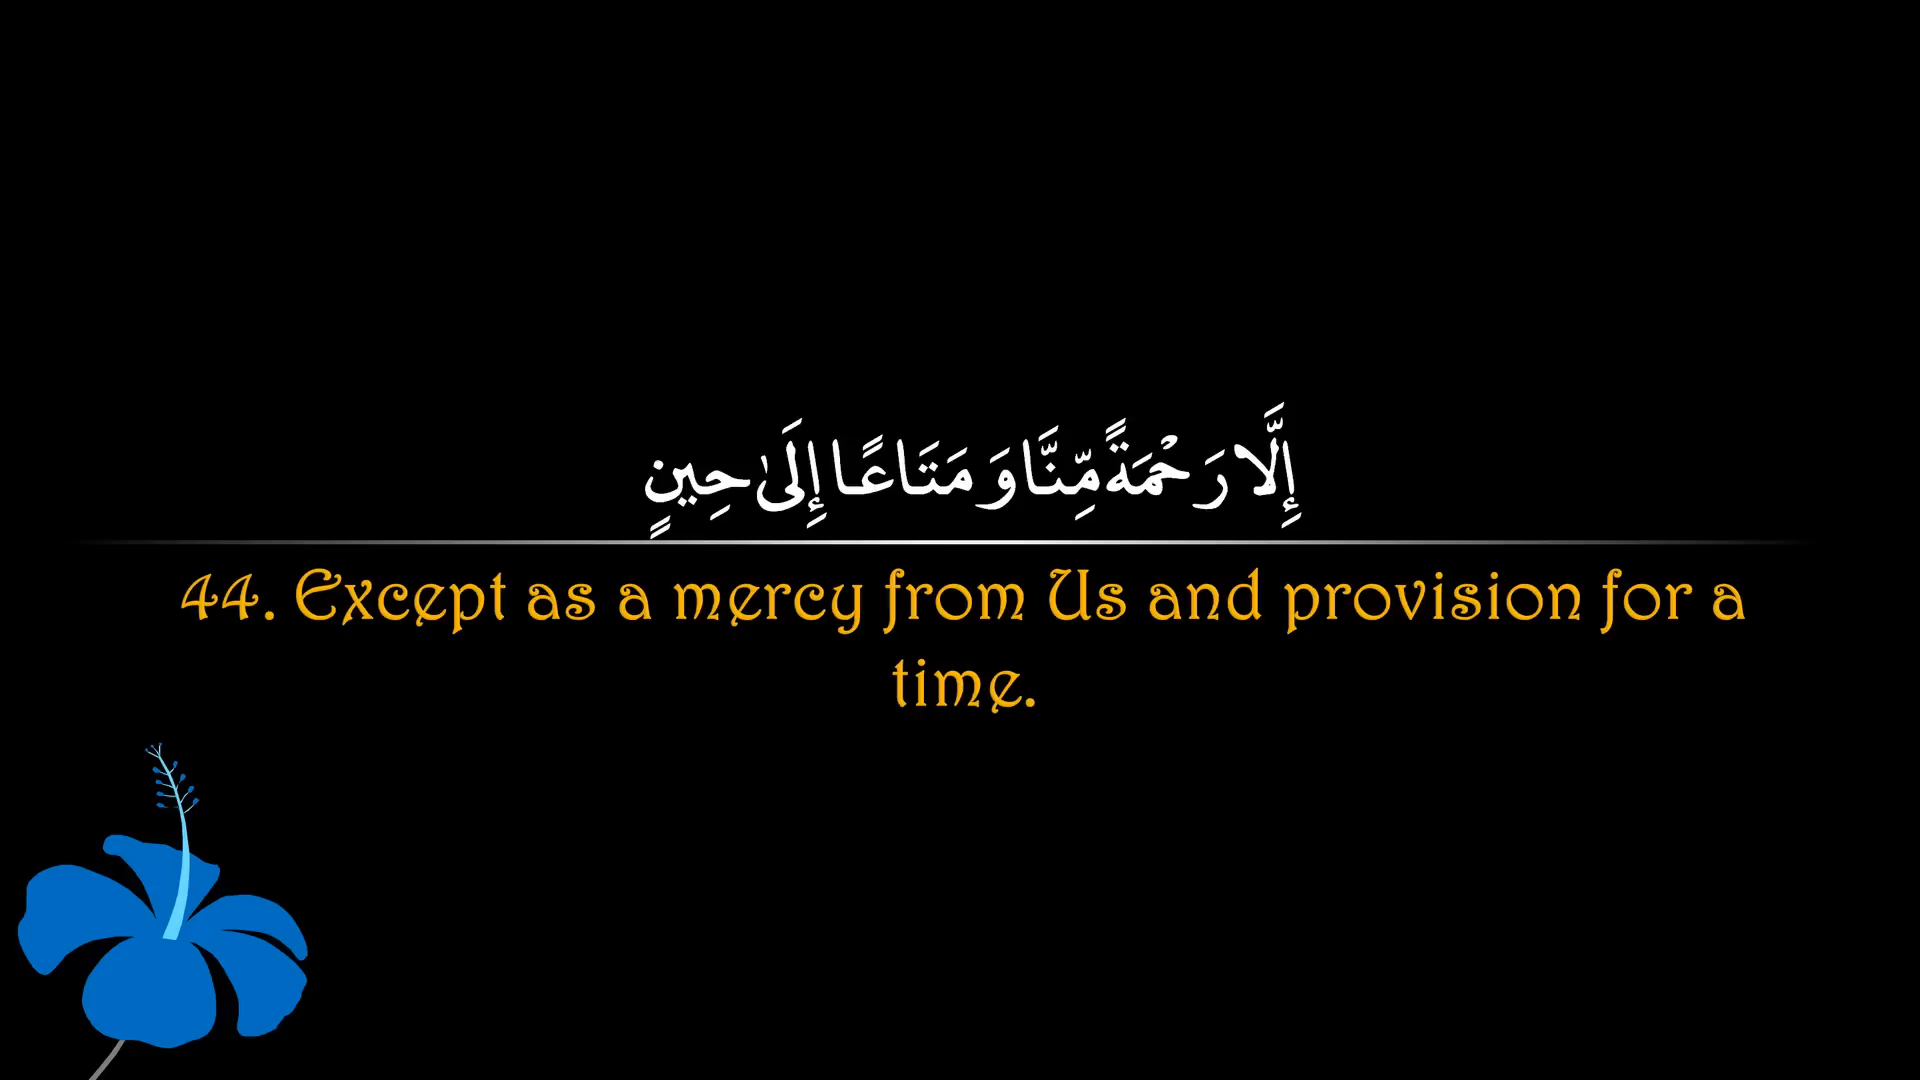 إِلَّا رَحْمَةً مِّنَّا وَمَتَاعًا إِلَىٰ حِينٍ
44. Except as a mercy from Us and provision for a
time.